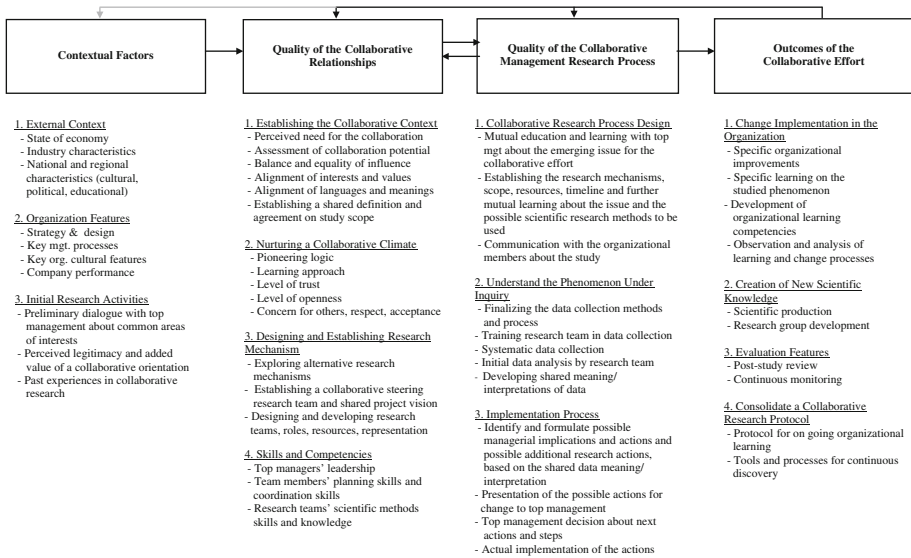 Contextual Factors
Quality of the Collaborative
Relationships
Quality of the Collaborative
Management Research Process
Outcomes of the
Collaborative Effort
1. External Context
- State of economy
- Industry characteristics
- National and regional
characteristics (cultural,
political, educational)
2. Organization Features
- Strategy & design
- Key mgt. processes
- Key org. cultural features
- Company performance
3. Initial Research Activities
- Preliminary dialogue with top
management about common areas
of interests
- Perceived legitimacy and added
value of a collaborative orientation
- Past experiences in collaborative
research
1. Establishing the Collaborative Context
- Perceived need for the collaboration
- Assessment of collaboration potential
- Balance and equality of influence
- Alignment of interests and values
- Alignment of languages and meanings
- Establishing a shared definition and
agreement on study scope
2. Nurturing a Collaborative Climate
- Pioneering logic
- Learning approach
- Level of trust
- Level of openness
- Concern for others, respect, acceptance
3. Designing and Establishing Research
Mechanism
- Exploring alternative research
mechanisms
- Establishing a collaborative steering
research team and shared project vision
- Designing and developing research
teams, roles, resources, representation
4. Skills and Competencies
- Top managers' leadership
- Team members' planning skills and
coordination skills
- Research teams' scientific methods
skills and knowledge
1. Collaborative Research Process Design
- Mutual education and learning with top
mgt about the emerging issue for the
collaborative effort
- Establishing the research mechanisms,
scope, resources, timeline and further
mutual learning about the issue and the
possible scientific research methods to be
used
- Communication with the organizational
members about the study
2. Understand the Phenomenon Under
Inquiry
- Finalizing the data collection methods
and process
- Training research team in data collection
- Systematic data collection
- Initial data analysis by research team
- Developing shared meaning/
interpretations of data
3. Implementation Process
- Identify and formulate possible
managerial implications and actions and
possible additional research actions,
based on the shared data meaning/
interpretation
- Presentation of the possible actions for
change to top management
- Top management decision about next
actions and steps
- Actual implementation of the actions
1. Change Implementation in the
Organization
- Specific organizational
improvements
- Specific learning on the
studied phenomenon
- Development of
organizational learning
competencies
- Observation and analysis of
learning and change processes
2. Creation of New Scientific
Knowledge
- Scientific production
- Research group development
3. Evaluation Features
- Post-study review
- Continuous monitoring
4. Consolidate a Collaborative
Research Protocol
- Protocol for on going organizational
learning
- Tools and processes for continuous
discovery